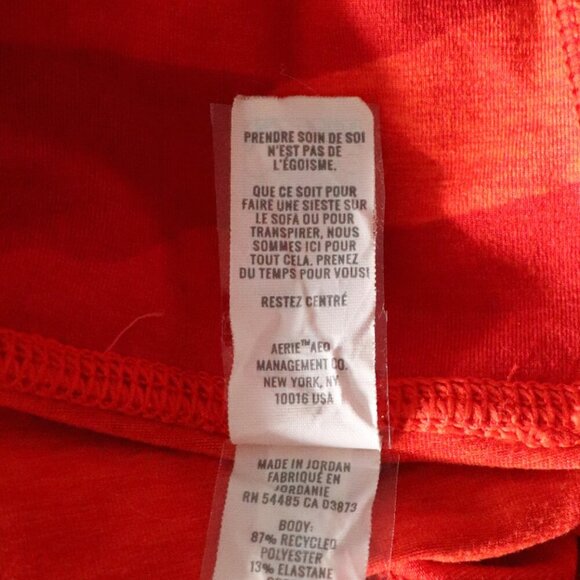 PRENDRE SOIN DE SOI
N'EST PAS DE
L'ÉGOISME.
QUE CE SOIT POUR
FAIRE UNE SIESTE SUR
LE SOFA OU POUR
TRANSPIRER, NOUS
SOMMES ICI POUR
TOUT CELA. PRENEZ
DU TEMPS POUR VOUS!
RESTEZ CENTRÉ
AERIE™AEO
MANAGEMENT CO.
NEW YORK, NY
10016 USA
MADE IN JORDAN
FABRIQUÉ EN
JORDANIE
RN 54485 CA D3873
BODY:
87% RECYCLED
POLYESTER
13% ELASTANE